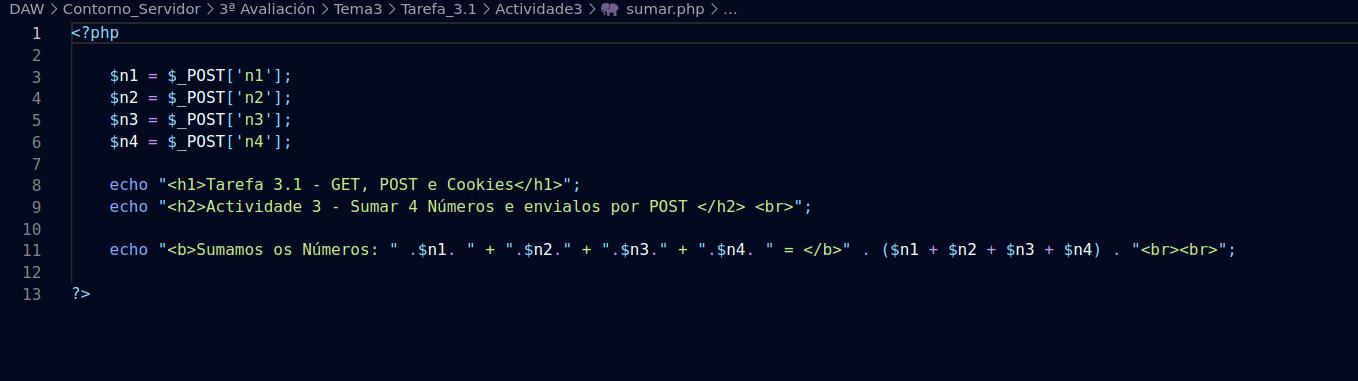 DAW > Contorno_Servidor > 3ª Avaliación > Tema3 > Tarefa_3.1 > Actividade3 > sumar.php > ...
1 <?php
2
3 $n1 = $_POST['n1'];
4 $n2 = $_POST['n2'];
5 $n3 = $_POST['n3'];
6 $n4 = $_POST['n4'];
7
8 echo "<h1>Tarefa 3.1 - GET, POST e Cookies</h1>";
9 echo "<h2>Actividade 3 - Sumar 4 Números e envialos por POST </h2> <br>";
10
11 echo "<b>Sumamos os Números: " .$n1. " + ".$n2." + ".$n3." + ".$n4. " = </b>" . ($n1 + $n2 + $n3 + $n4) . "<br><br>";
12
13 ?>